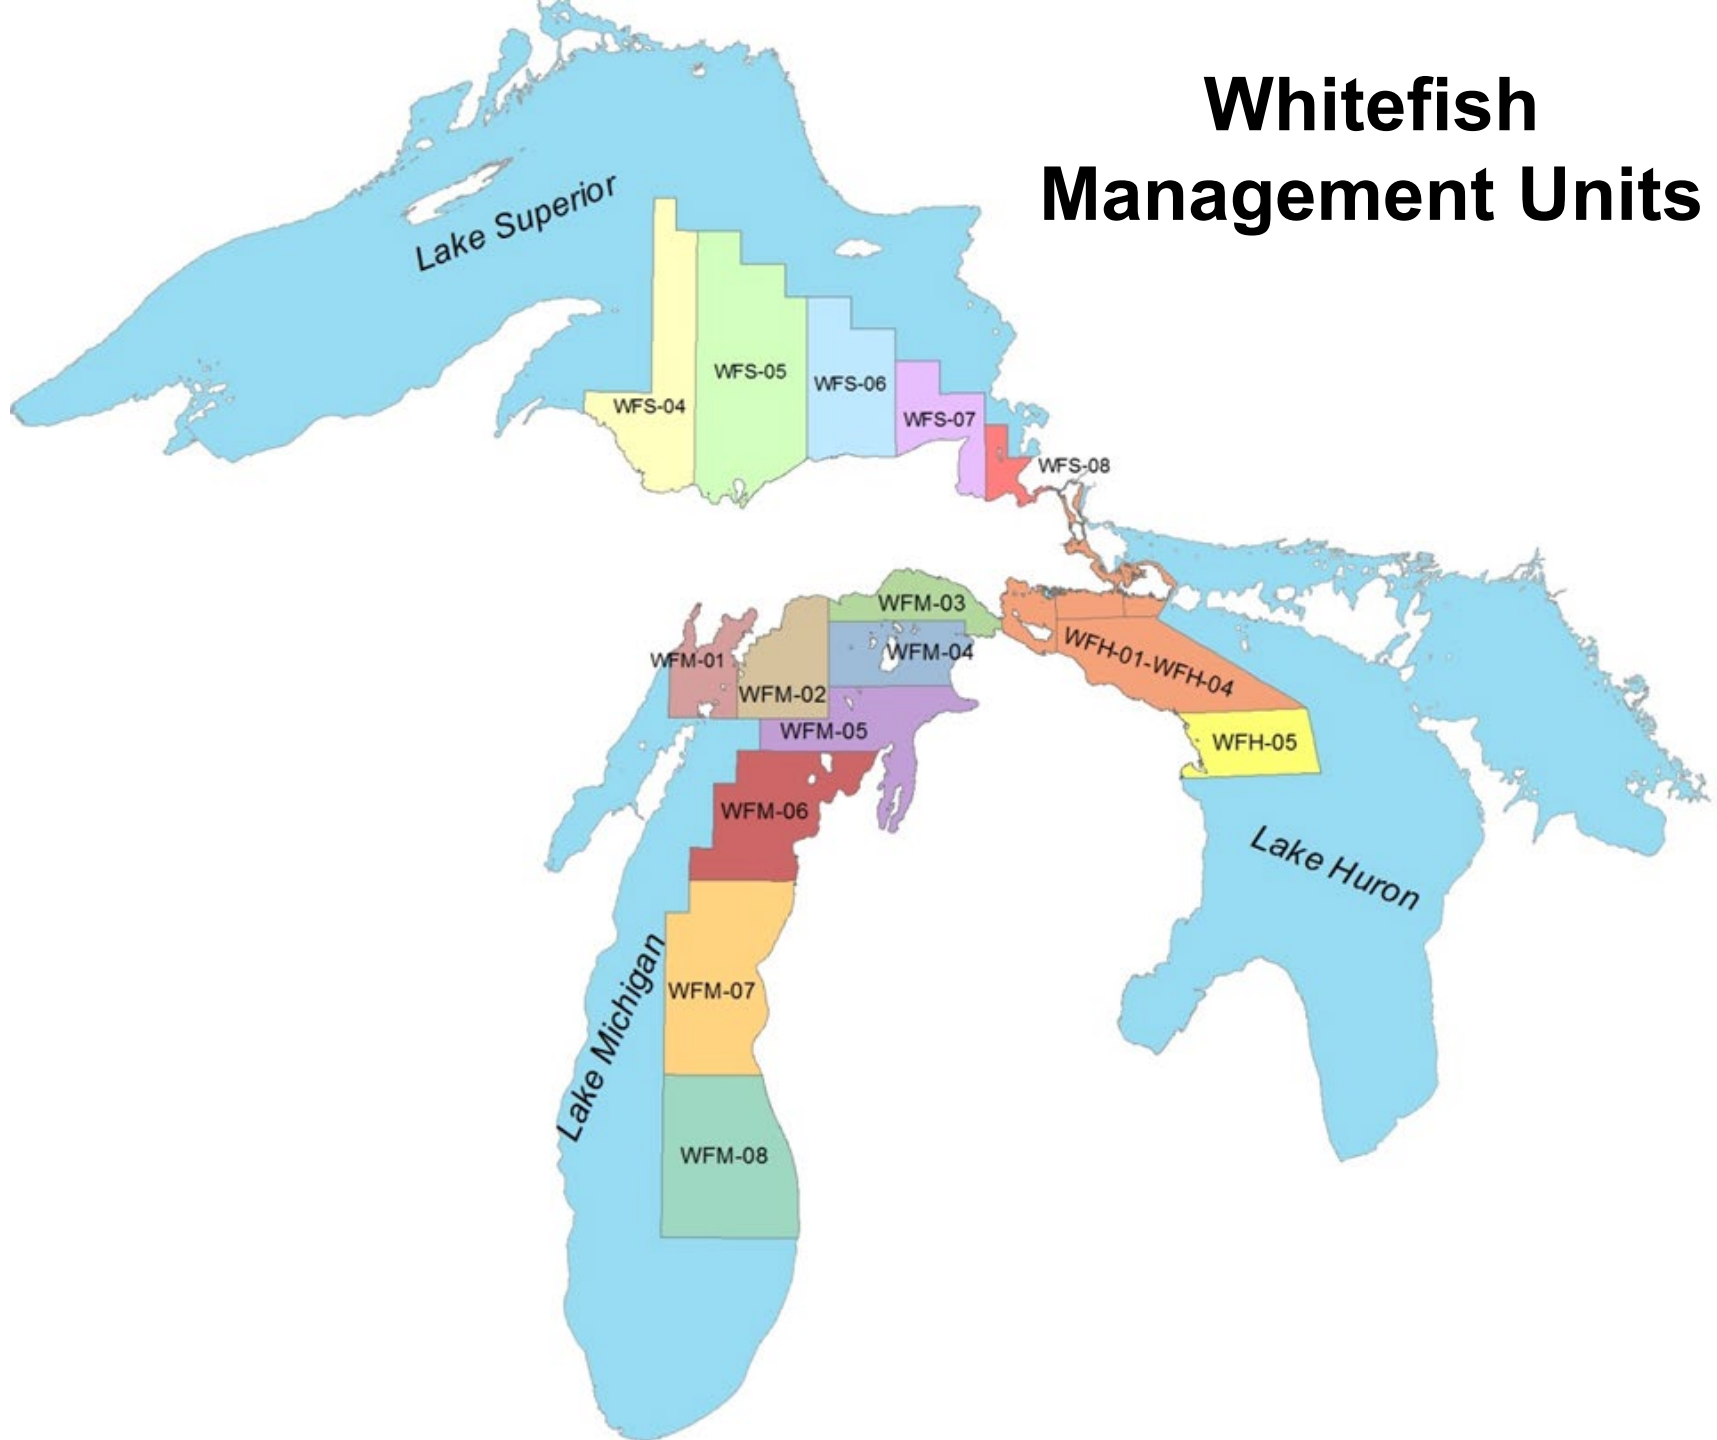 Whitefish
Management Units
Lake Superior
WFS-04
WFS-05
WFS-06
WFS-07
WFS-08
WFM-01
WFM-02
WFM-03
WFM-04
WFM-05
WFM-06
WFM-07
WFM-08
Lake Michigan
WFH-01-WFH-04
WFH-05
Lake Huron